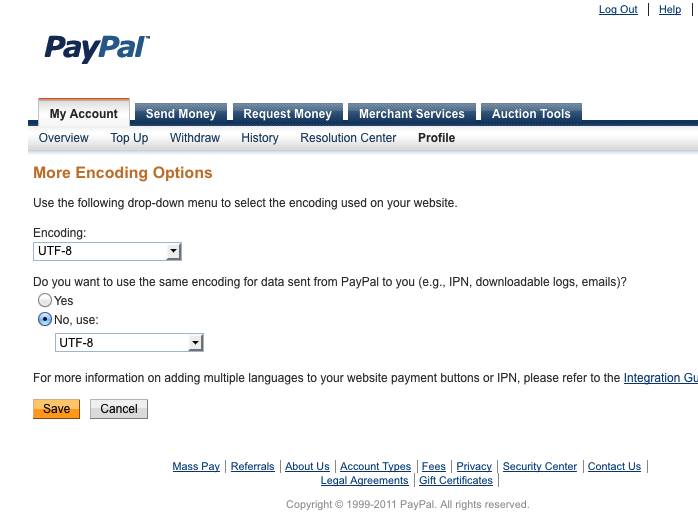 Log Out | Help |
PayPal™
My Account Send Money Request Money Merchant Services Auction Tools
Overview Top Up Withdraw History Resolution Center Profile
More Encoding Options
Use the following drop-down menu to select the encoding used on your website.
Encoding:
UTF-8
Do you want to use the same encoding for data sent from PayPal to you (e.g., IPN, downloadable logs, emails)?
Yes
No, use:
UTF-8
For more information on adding multiple languages to your website payment buttons or IPN, please refer to the Integration Gu
Save Cancel
Mass Pay | Referrals | About Us | Account Types | Fees | Privacy | Security Center | Contact Us |
Legal Agreements | Gift Certificates |
Copyright © 1999-2011 PayPal. All rights reserved.